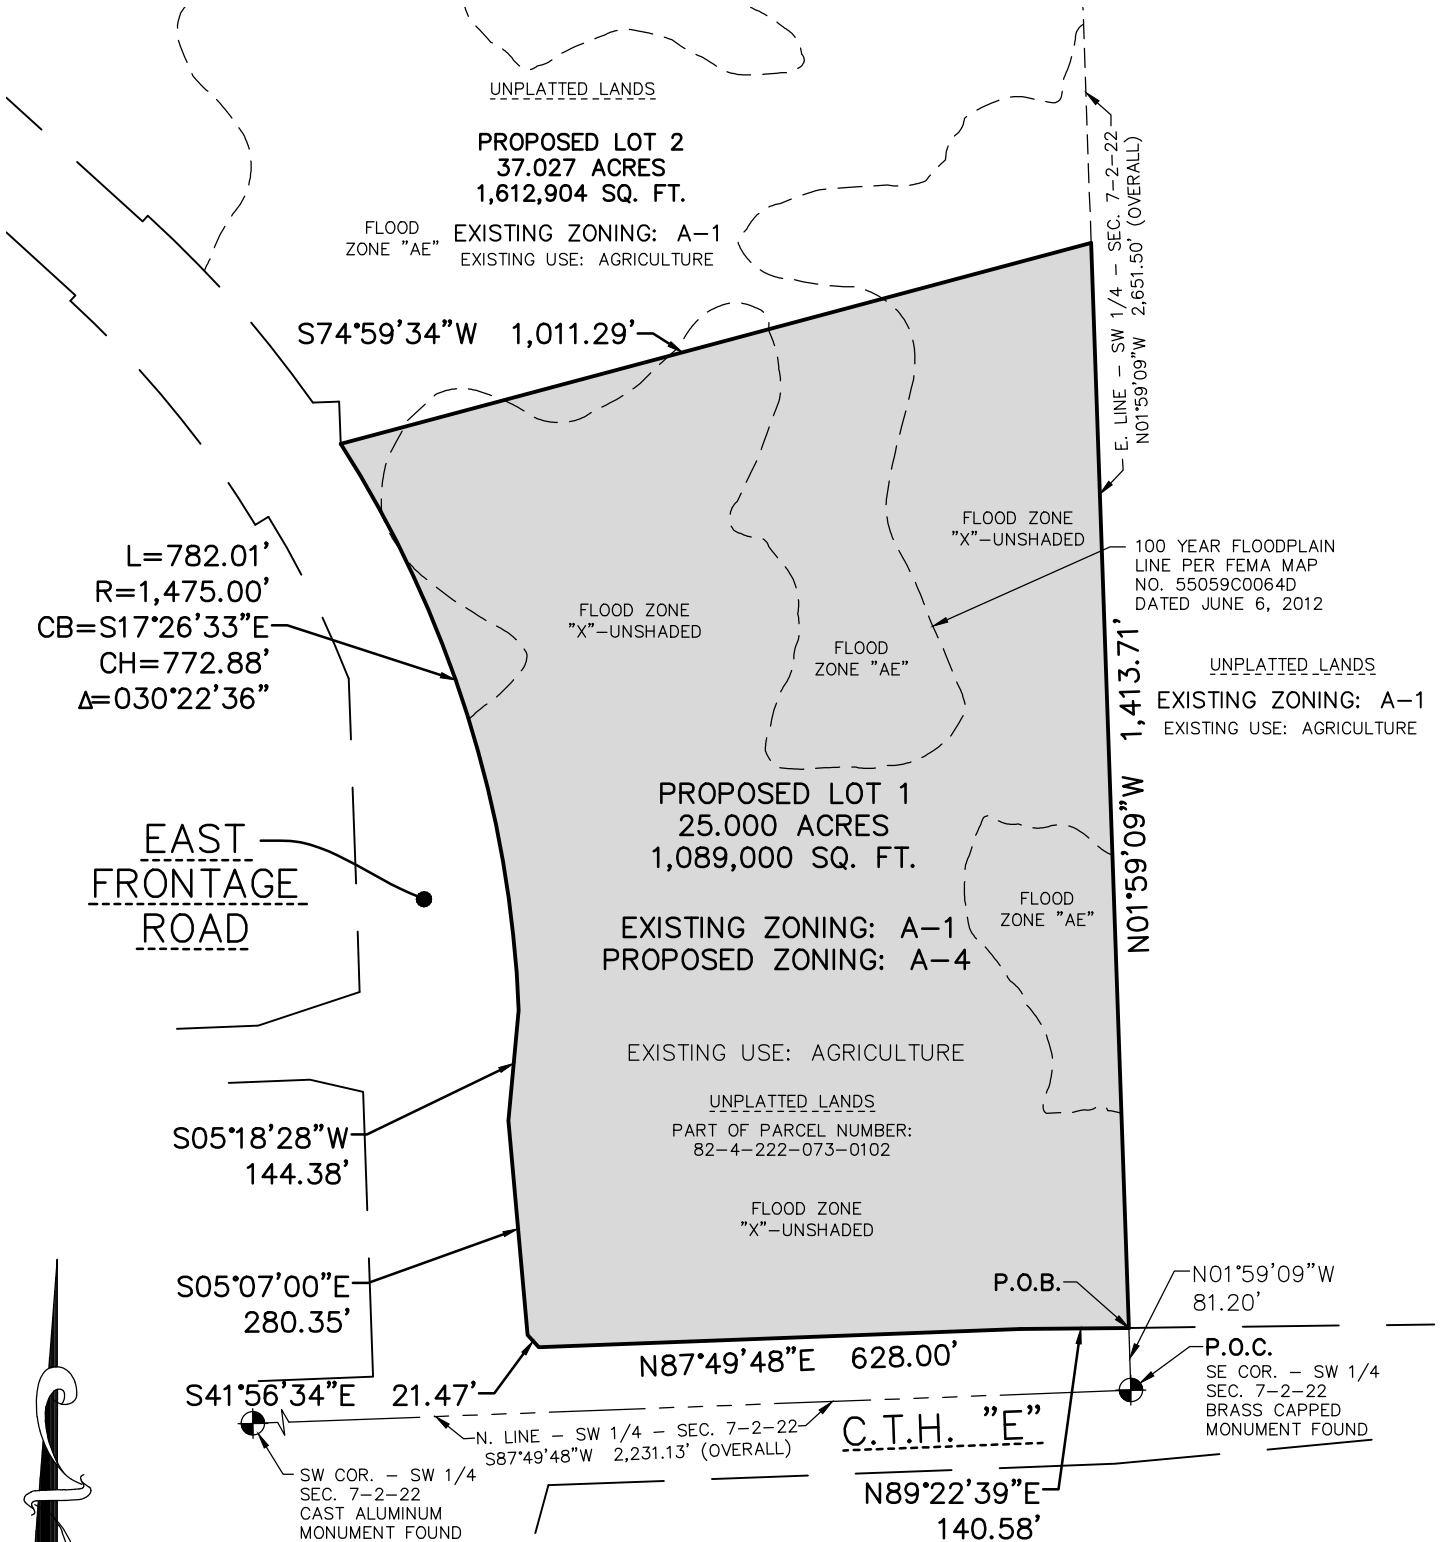 UNPLATTED LANDS
PROPOSED LOT 2
37.027 ACRES
1,612,904 SQ. FT.
FLOOD
ZONE "AE"
EXISTING ZONING: A-1
EXISTING USE: AGRICULTURE
E. LINE - SW 1/4 - SEC. 7-2-22
N01°59'09"W 2,651.50' (OVERALL)
S74°59'34"W 1,011.29'
L=782.01'
R=1,475.00'
CB=S17°26'33"E
CH=772.88'
Δ=030°22'36"
FLOOD ZONE
"X"-UNSHADED
FLOOD ZONE
"X"-UNSHADED
100 YEAR FLOODPLAIN
LINE PER FEMA MAP
NO. 55059C0064D
DATED JUNE 6, 2012
FLOOD
ZONE "AE"
N01°59'09"W 1,413.71'
UNPLATTED LANDS
EXISTING ZONING: A-1
EXISTING USE: AGRICULTURE
PROPOSED LOT 1
25.000 ACRES
1,089,000 SQ. FT.
EAST
FRONTAGE
ROAD
EXISTING ZONING: A-1
PROPOSED ZONING: A-4
FLOOD
ZONE "AE"
EXISTING USE: AGRICULTURE
UNPLATTED LANDS
PART OF PARCEL NUMBER:
82-4-222-073-0102
S05°18'28"W
144.38'
FLOOD ZONE
"X"-UNSHADED
S05°07'00"E
280.35'
P.O.B.
N01°59'09"W
81.20'
N87°49'48"E 628.00'
P.O.C.
SE COR. - SW 1/4
SEC. 7-2-22
BRASS CAPPED
MONUMENT FOUND
S41°56'34"E 21.47'
N. LINE - SW 1/4 - SEC. 7-2-22
S87°49'48"W 2,231.13' (OVERALL)
C.T.H. "E"
SW COR. - SW 1/4
SEC. 7-2-22
CAST ALUMINUM
MONUMENT FOUND
N89°22'39"E
140.58'